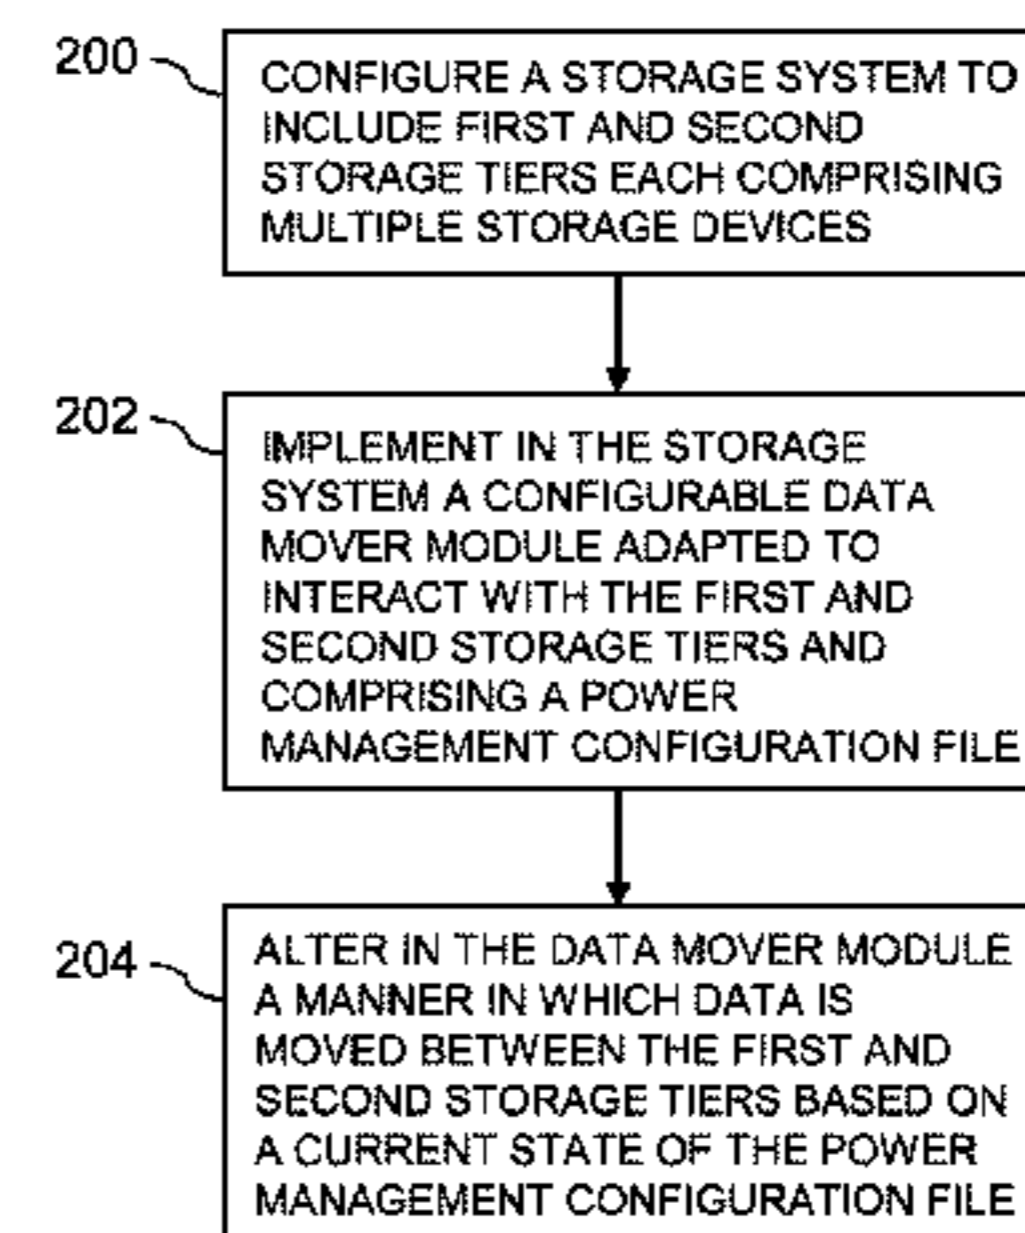 200
CONFIGURE A STORAGE SYSTEM TO
INCLUDE FIRST AND SECOND
STORAGE TIERS EACH COMPRISING
MULTIPLE STORAGE DEVICES
202
IMPLEMENT IN THE STORAGE
SYSTEM A CONFIGURABLE DATA
MOVER MODULE ADAPTED TO
INTERACT WITH THE FIRST AND
SECOND STORAGE TIERS AND
COMPRISING A POWER
MANAGEMENT CONFIGURATION FILE
204
ALTER IN THE DATA MOVER MODULE
A MANNER IN WHICH DATA IS
MOVED BETWEEN THE FIRST AND
SECOND STORAGE TIERS BASED ON
A CURRENT STATE OF THE POWER
MANAGEMENT CONFIGURATION FILE